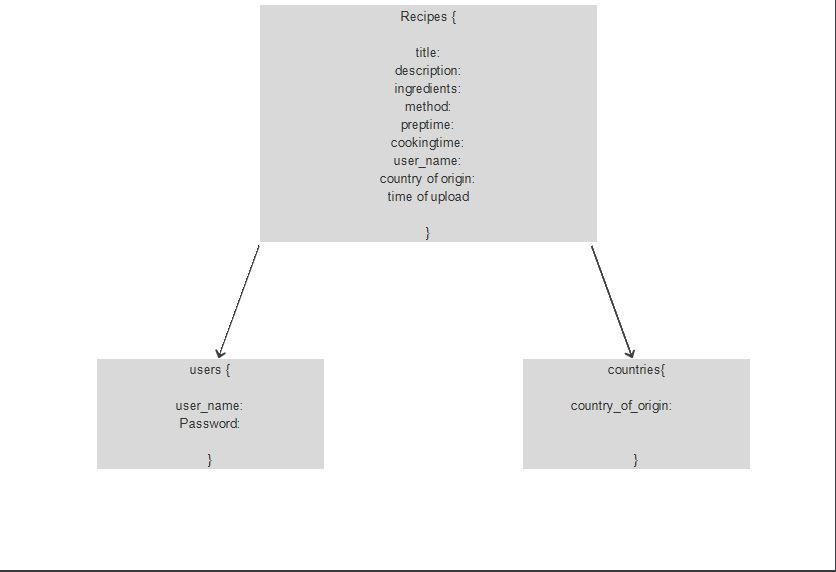 Recipes {
title:
description:
ingredients:
method:
preptime:
cookingtime:
user_name:
country of origin:
time of upload
}
users {
user_name:
Password:
}
countries{
country_of_origin:
}